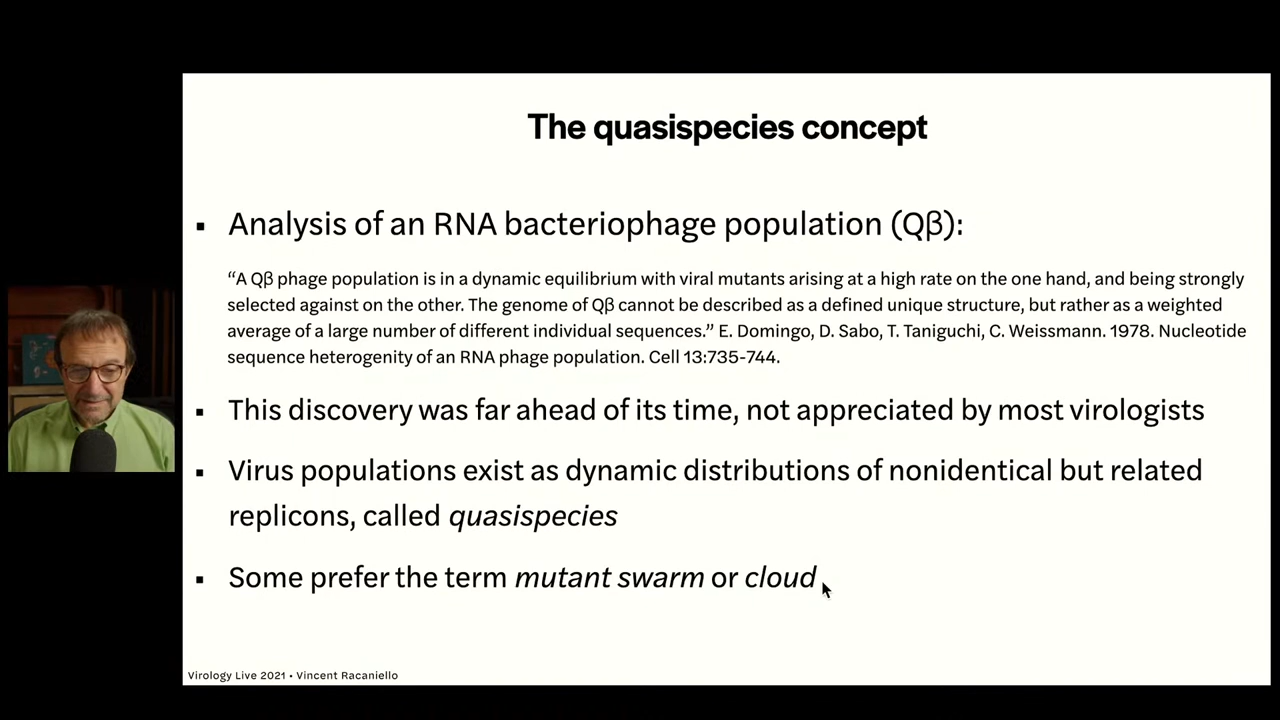 The quasispecies concept
▪ Analysis of an RNA bacteriophage population (Qβ):
“A Qβ phage population is in a dynamic equilibrium with viral mutants arising at a high rate on the one hand, and being strongly
selected against on the other. The genome of Qβ cannot be described as a defined unique structure, but rather as a weighted
average of a large number of different individual sequences.” E. Domingo, D. Sabo, T. Taniguchi, C. Weissmann. 1978. Nucleotide
sequence heterogenity of an RNA phage population. Cell 13:735-744.
▪ This discovery was far ahead of its time, not appreciated by most virologists
▪ Virus populations exist as dynamic distributions of nonidentical but related
replicons, called quasispecies
▪ Some prefer the term mutant swarm or cloud
Virology Live 2021 • Vincent Racaniello